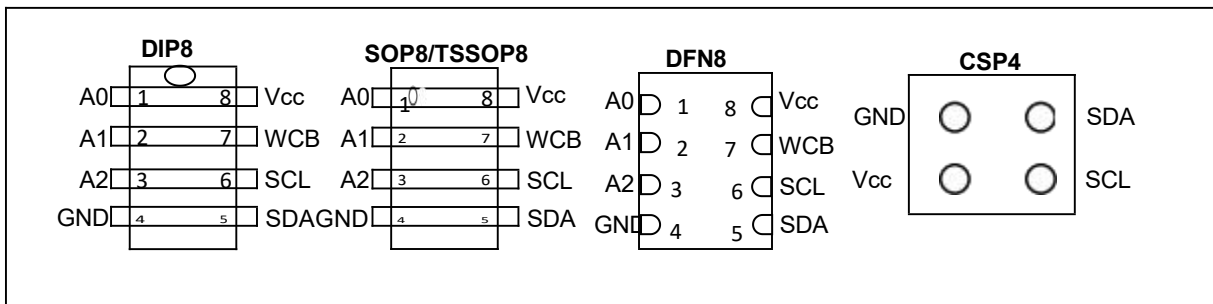 DIP8 SOP8/TSSOP8 DFN8 CSP4
A0 1 8 Vcc A0 1 8 Vcc A0 1 8 Vcc GND SDA
A1 2 7 WCB A1 2 7 WCB A1 2 7 WCB
A2 3 6 SCL A2 3 6 SCL A2 3 6 SCL Vcc SCL
GND 4 5 SDA GND 4 5 SDA GND 4 5 SDA